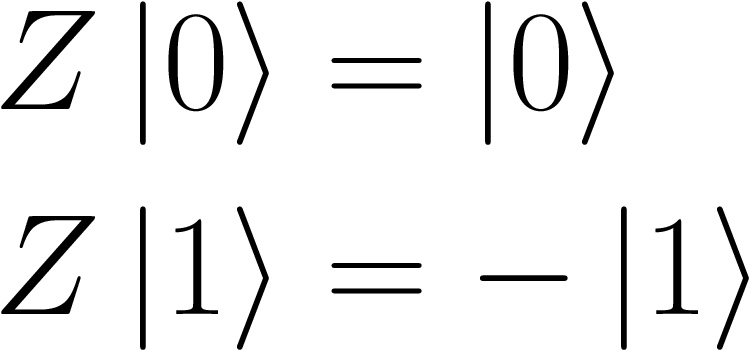 Z |0⟩ = |0⟩
Z |1⟩ = − |1⟩